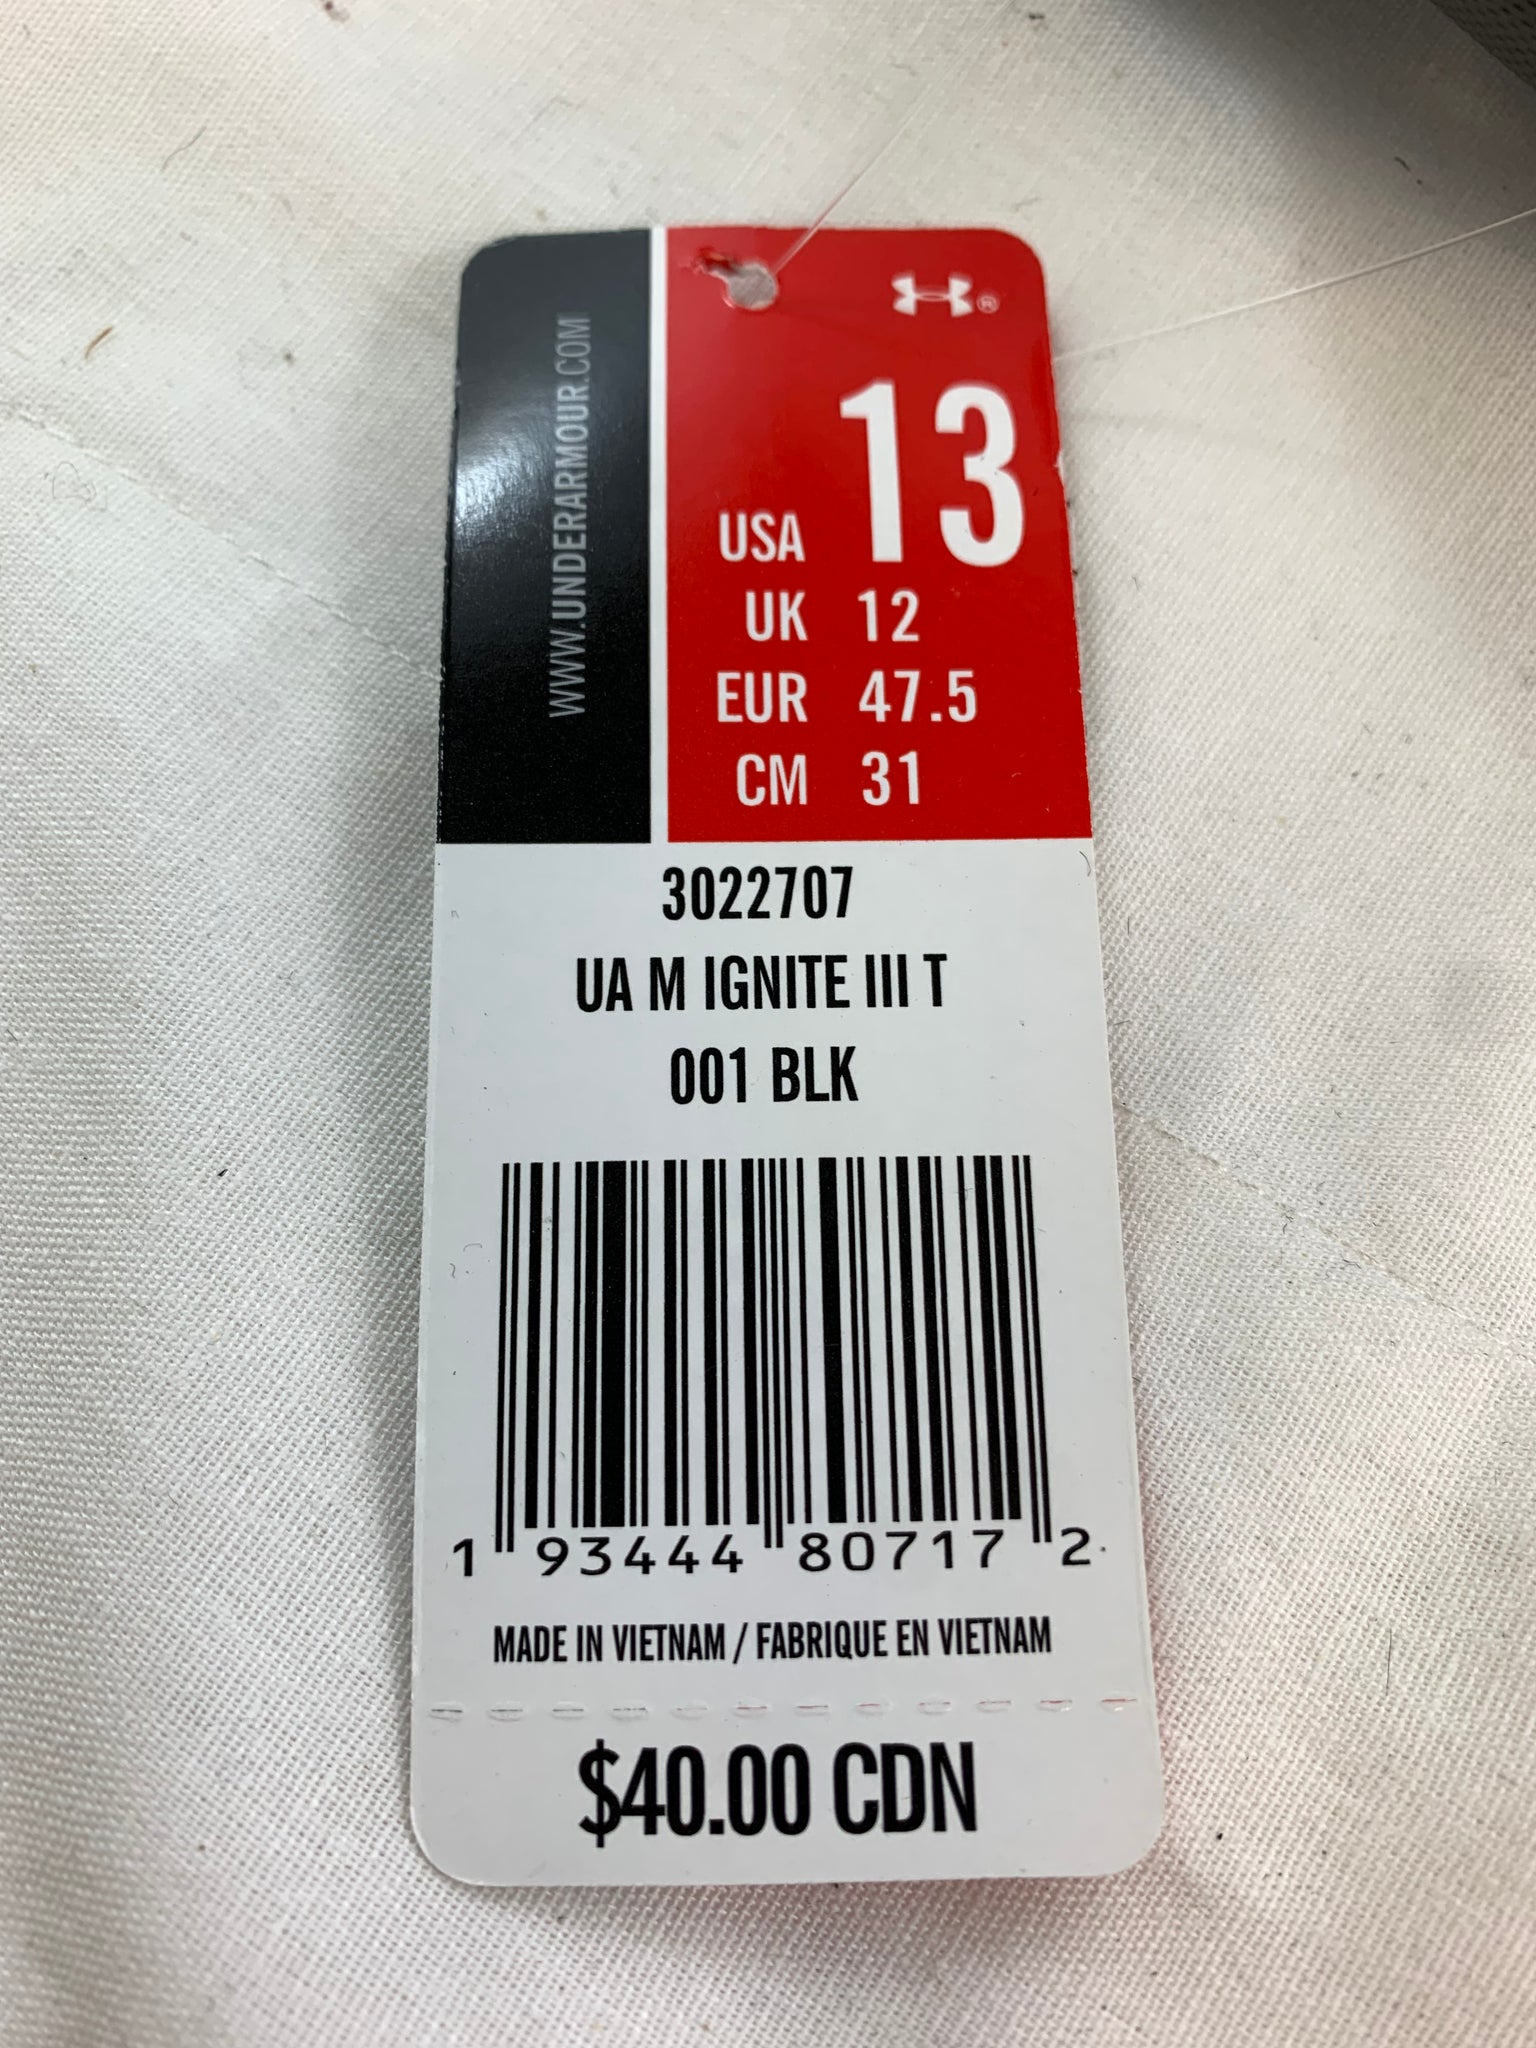 WWW.UNDERARMOUR.COM
USA 13
UK 12
EUR 47.5
CM 31
3022707
UA M IGNITE III T
001 BLK
1 93444 80717 2
MADE IN VIETNAM / FABRIQUE EN VIETNAM
$40.00 CDN